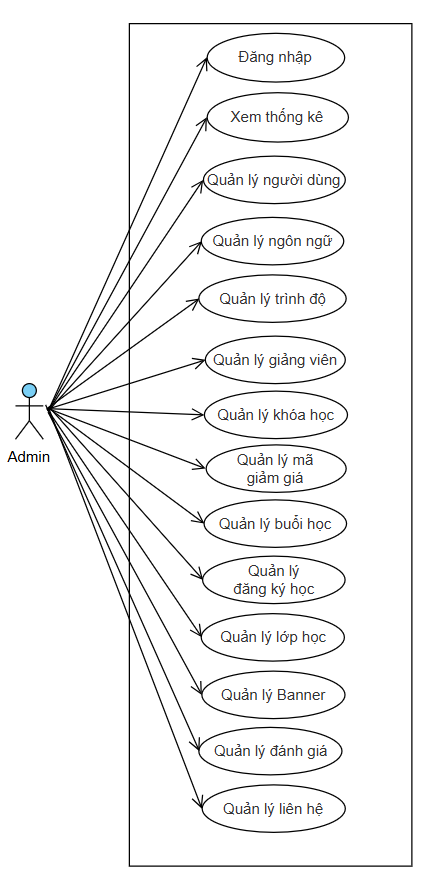 Đăng nhập
Xem thống kê
Quản lý người dùng
Quản lý ngôn ngữ
Quản lý trình độ
Quản lý giảng viên
Admin
Quản lý khóa học
Quản lý mã
giảm giá
Quản lý buổi học
Quản lý
đăng ký học
Quản lý lớp học
Quản lý Banner
Quản lý đánh giá
Quản lý liên hệ